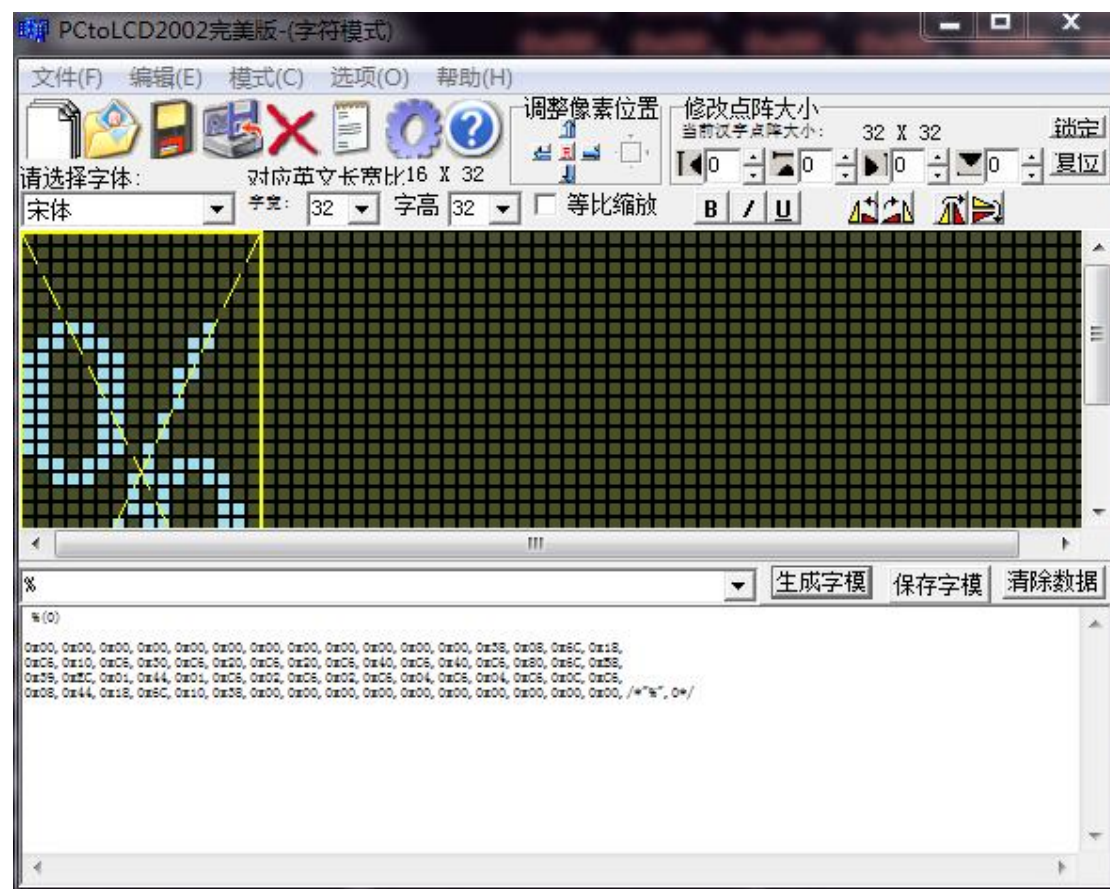 PCtoLCD2002完美版-(字符模式)
文件(F) 编辑(E) 模式(C) 选项(O) 帮助(H)
调整像素位置 修改点阵大小
当前汉字点阵大小: 32 X 32 锁定
0 0 0 0 复位
请选择字体: 对应英文长宽比16 X 32
宋体 字宽: 32 字高 32 等比缩放 B / U
% 生成字模 保存字模 清除数据
%(0)
0x00, 0x00, 0x00, 0x00, 0x00, 0x00, 0x00, 0x00, 0x00, 0x00, 0x00, 0x00, 0x38, 0x08, 0x6C, 0x18,
0xC6, 0x10, 0xC6, 0x30, 0xC6, 0x20, 0xC6, 0x20, 0xC6, 0x40, 0xC6, 0x40, 0xC6, 0x80, 0x6C, 0xB8,
0x39, 0xEC, 0x01, 0x44, 0x01, 0xC6, 0x02, 0xC6, 0x02, 0xC6, 0x04, 0xC6, 0x04, 0xC6, 0x0C, 0xC6,
0x08, 0x44, 0x18, 0x6C, 0x10, 0x38, 0x00, 0x00, 0x00, 0x00, 0x00, 0x00, 0x00, 0x00, 0x00, 0x00, /*"%", 0*/